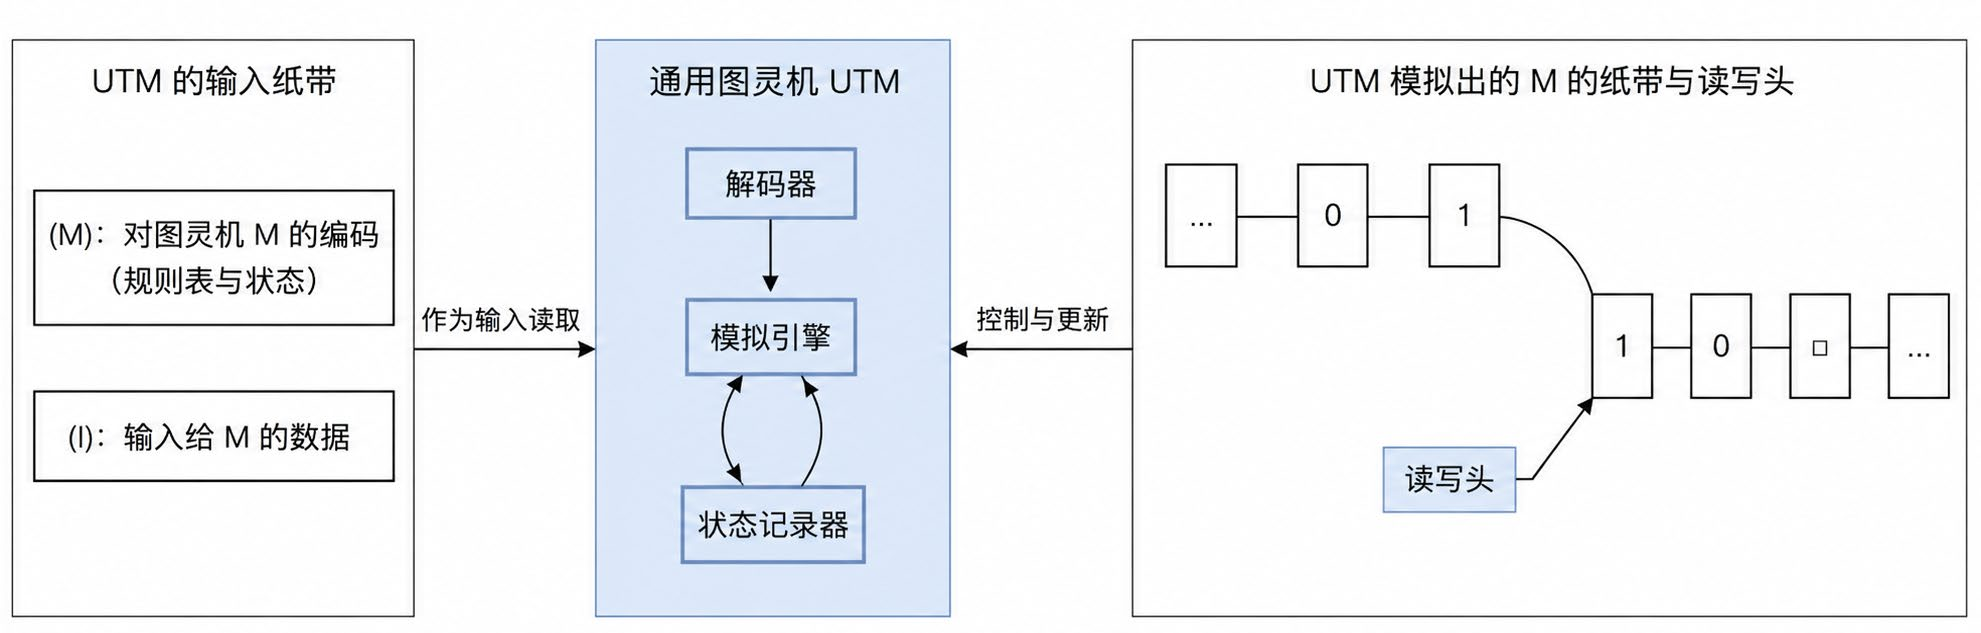 UTM 的输入纸带
(M)：对图灵机 M 的编码
（规则表与状态）
(I)：输入给 M 的数据
作为输入读取
通用图灵机 UTM
解码器
模拟引擎
状态记录器
控制与更新
UTM 模拟出的 M 的纸带与读写头
...
0
1
1
0
□
...
读写头